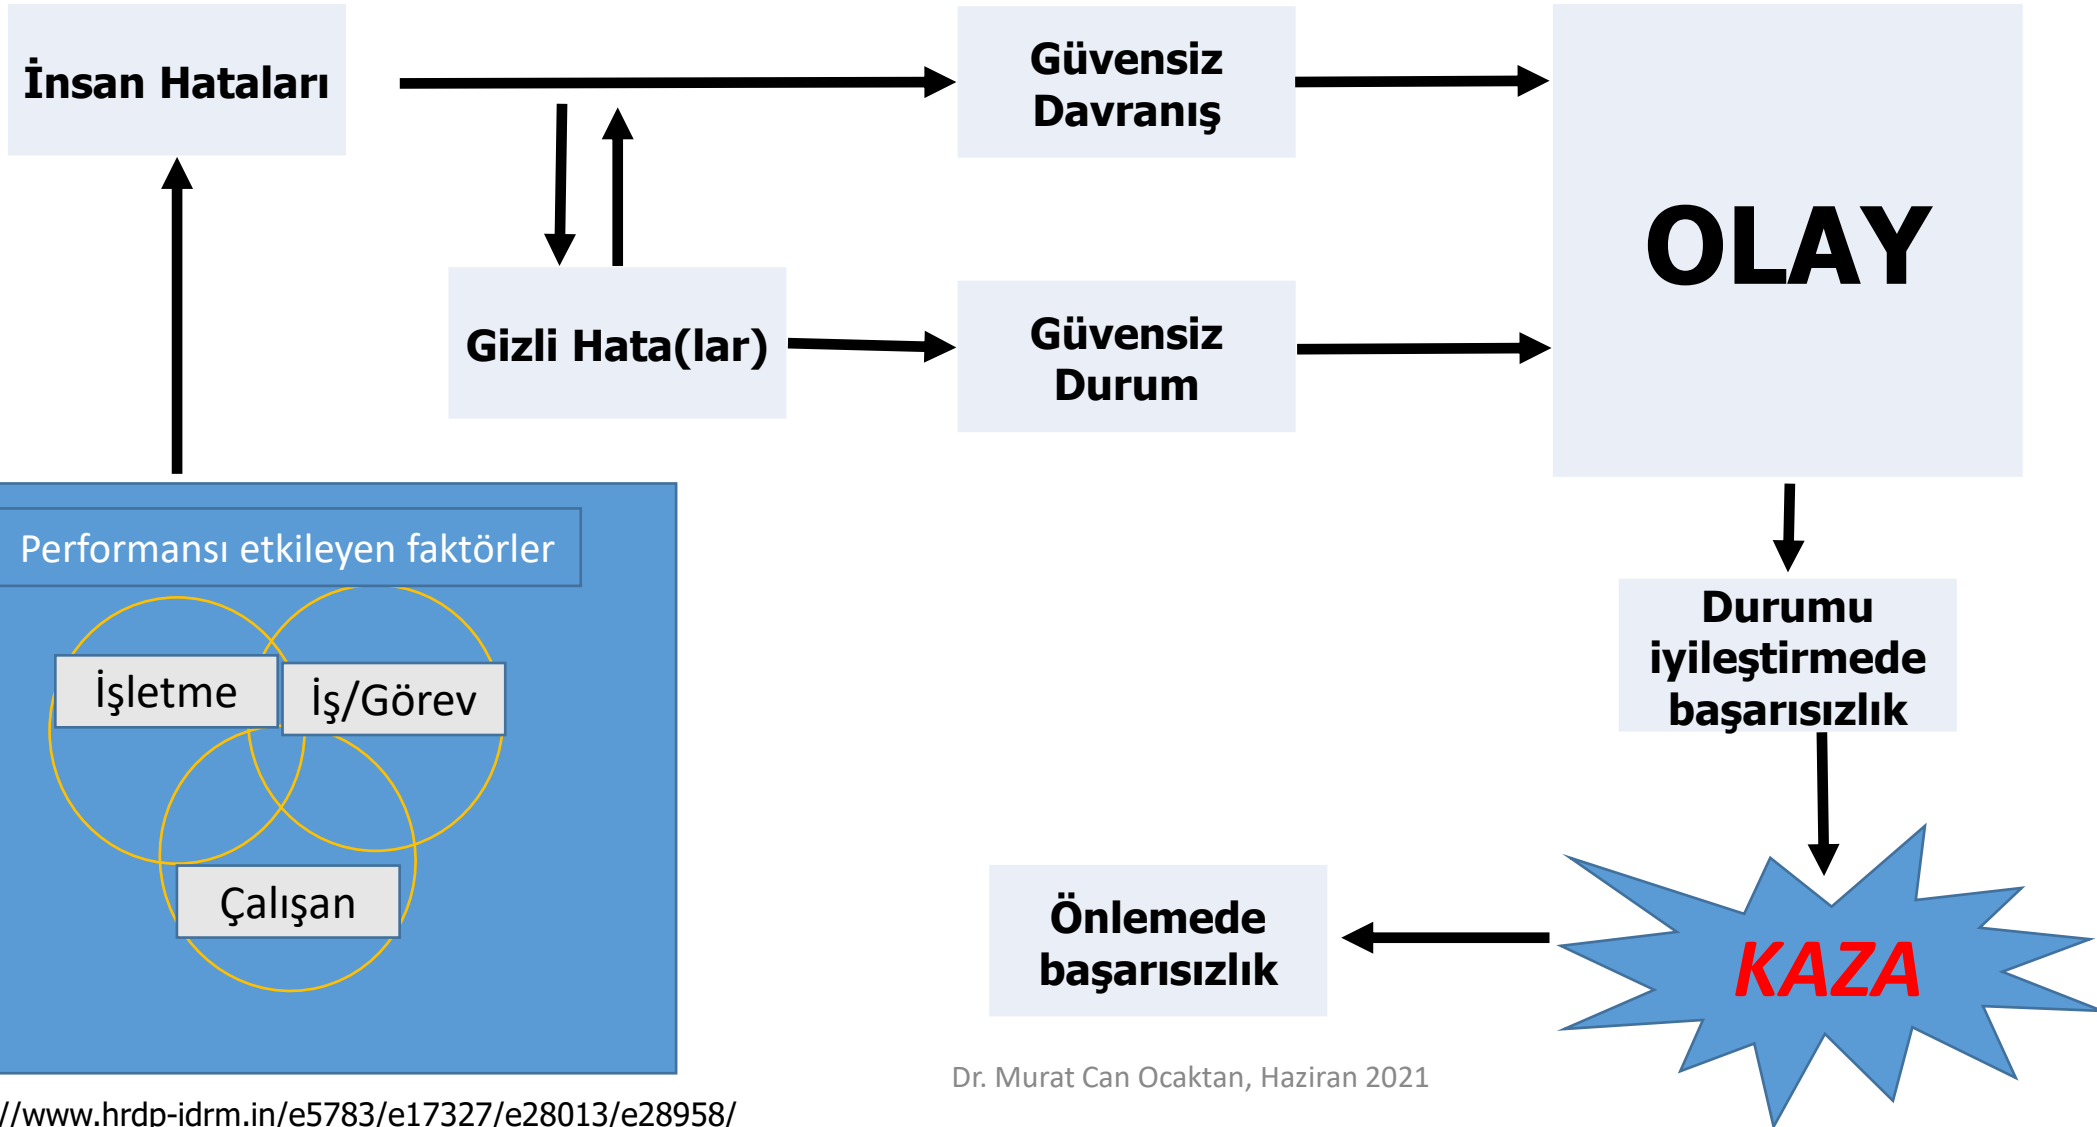 İnsan Hataları
Güvensiz
Davranış
OLAY
Gizli Hata(lar)
Güvensiz
Durum
Performansı etkileyen faktörler
İşletme
İş/Görev
Çalışan
Durumu
iyileştirmede
başarısızlık
KAZA
Önlemede
başarısızlık
Dr. Murat Can Ocaktan, Haziran 2021
//www.hrdp-idrm.in/e5783/e17327/e28013/e28958/